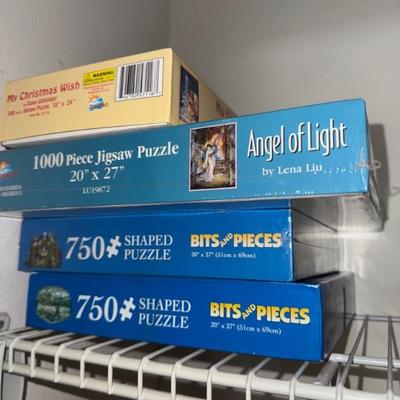 My Christmas Wish
WARNING:
1000 Piece Jigsaw Puzzle
20" x 27"
LU19872
Angel of Light
by Lena Liu
750 SHAPED
PUZZLE
BITS AND PIECES
20" x 27" (51cm x 69cm)
750 SHAPED
PUZZLE
BITS AND PIECES
20" x 27" (51cm x 69cm)